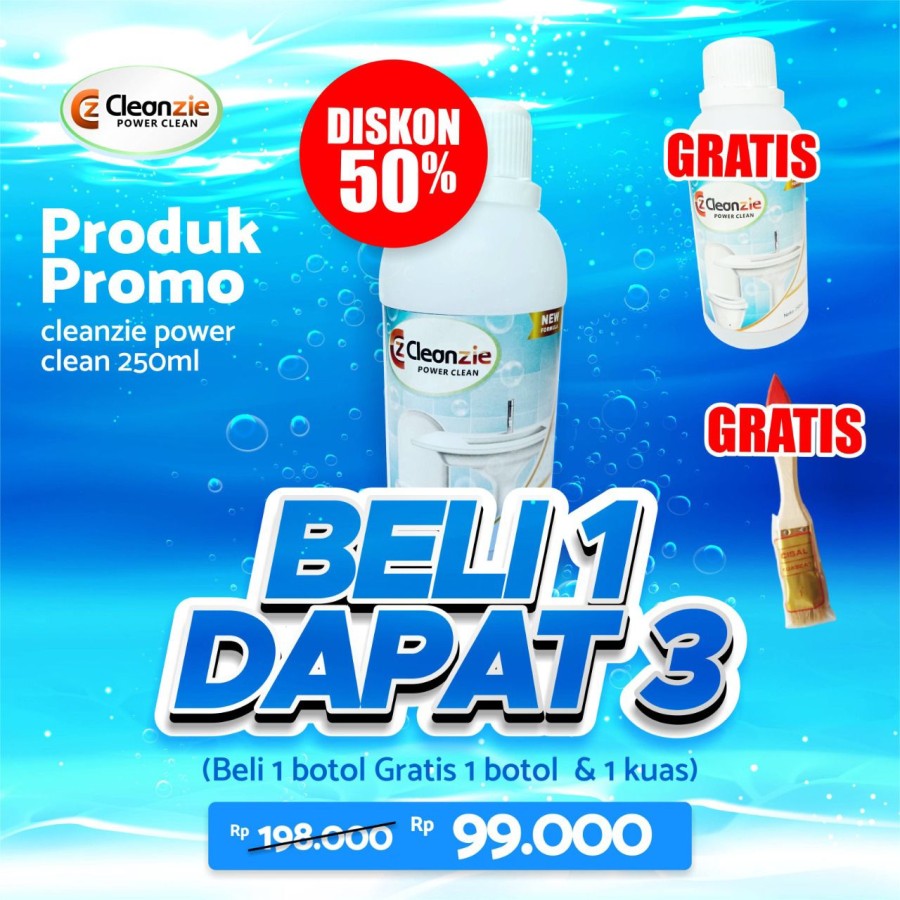 Cleanzie
POWER CLEAN
DISKON
50%
GRATIS
Cleanzie
POWER CLEAN
Produk
Promo
cleanzie power
clean 250ml
NEW
FORMULA
Cleanzie
POWER CLEAN
GRATIS
BELI 1
DAPAT 3
(Beli 1 botol Gratis 1 botol & 1 kuas)
Rp 198.000 Rp 99.000